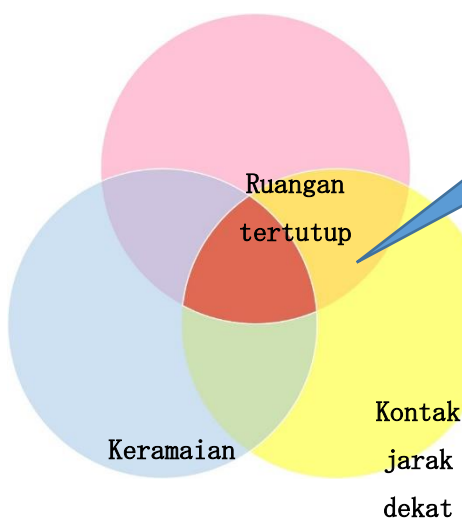 Ruangan
tertutup
Keramaian
Kontak
jarak
dekat